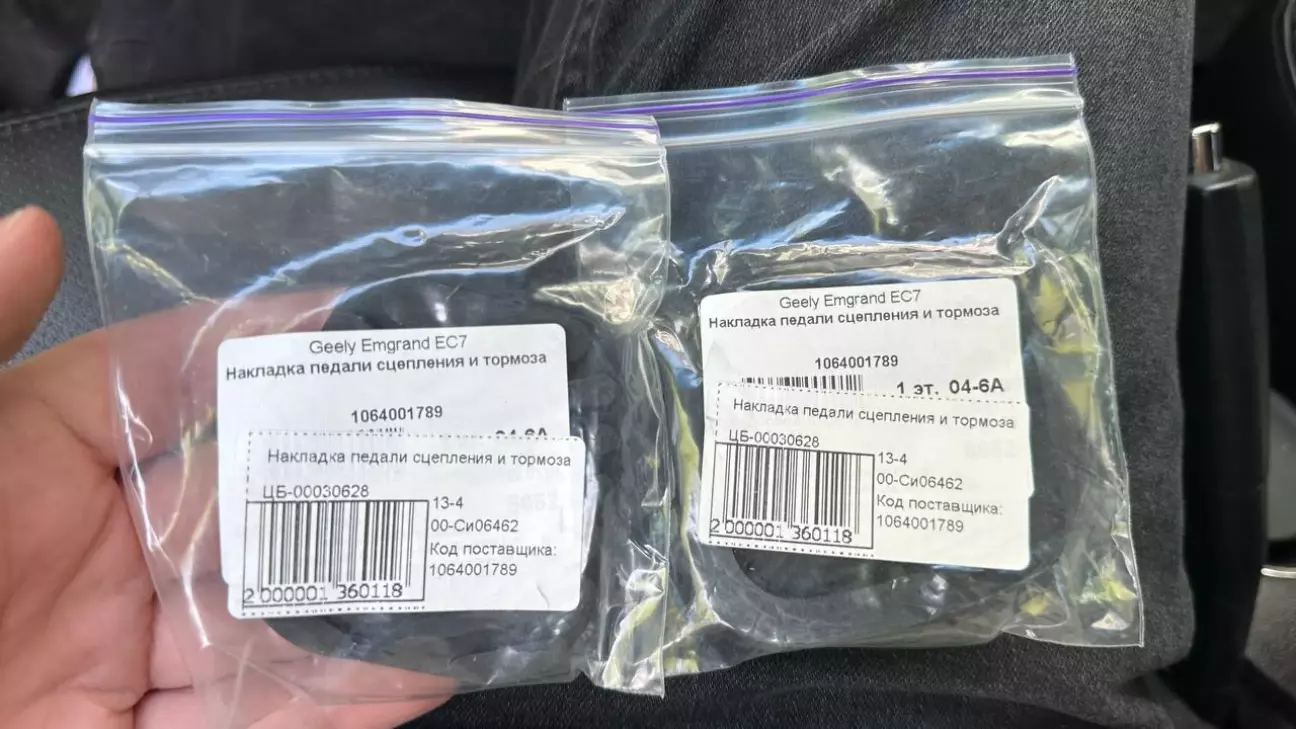 Geely Emgrand EC7
Накладка педали сцепления и тормоза
1064001789
04-6А
Накладка педали сцепления и тормоза
ЦБ-00030628
13-4
00-Си06462
Код поставщика:
1064001789
2 000001 360118
Geely Emgrand EC7
Накладка педали сцепления и тормоза
1064001789
1 эт. 04-6А
Накладка педали сцепления и тормоза
ЦБ-00030628
13-4
00-Си06462
Код поставщика:
1064001789
2 000001 360118